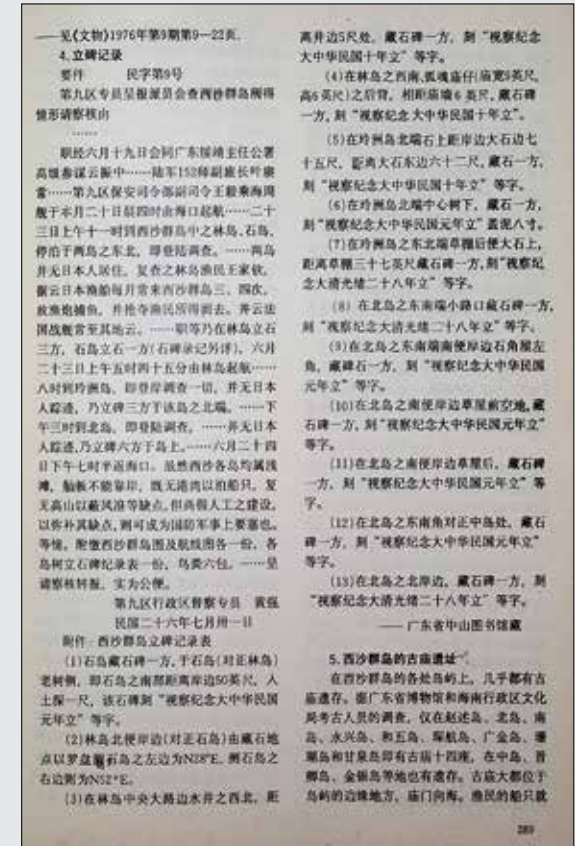 ——见《文物》1976年第9期第9—22页.
4.立碑记录
要件　　民字第9号
第九区专员呈报派员会查西沙群岛所得
情形请察核由
……
职经六月十九日会同广东绥靖主任公署
高级参谋云振中……陆军152师副旅长叶赓
常……第九区保安司令部副司令王毅乘海周
舰于本月二十日晨四时由海口起航……二十
三日上午十一时到西沙群岛中之林岛、石岛、
停泊于两岛之东北，即登陆调查。……两岛
并无日本人居住，复查之林岛渔民王家钦，
据云日本渔船每月常来西沙群岛三、四次，
放渔炮捕鱼，并抢夺渔民所得而去。并云法
国战舰常至其地云。……职等乃在林岛立石
三方，石岛立石一方(石碑录记另详)，六月
二十三日上午五时四十五分由林岛起航……
八时到玲洲岛，即登岸调查一切，并无日本
人踪迹，乃立碑三方于该岛之北端。……下
午三时到北岛，即登陆调查。……并无日本
人踪迹,乃立碑六方于岛上。……六月二十四
日下午七时半返海口。虽然西沙各岛均属浅
滩，舢板不能靠岸，既无港肉以泊船只，复
无高山以蔽风浪等缺点,但尚假人工之建设，
以弥补其缺点，则可成为国防军事上要塞也。
等情。附缴西沙群岛图及航线图各一份，各
岛树立石碑纪录表一份，鸟粪六包。……呈
请察核转报，实为公便。
第九区行政区督察专员　黄强
民国二十六年七月卅一日
附件：西沙群岛立碑记录表
(1)石岛藏石碑一方，于石岛(对正林岛)
老树侧，即石岛之南部距离岸边50英尺，入
土深一尺，该石碑刻“视察纪念大中华民国
元年立”等字。
(2)林岛北便岸边(对正石岛)由藏石地
点以罗盘测石岛之左边为N28°E，测石岛之
右边则为N52°E。
(3)在林岛中央大路边水井之西北，距
离井边5尺处，藏石碑一方，刻“视察纪念
大中华民国十年立”等字。
(4)在林岛之西南,孤魂庙仔(庙宽5英尺,
高6英尺)之后背，相距庙墙6英尺,藏石碑
一方,刻“视察纪念大中华民国十年立”。
(5)在玲洲岛北端石上距岸边大石边七
十五尺，距离大石东边六十二尺，藏石一方，
刻“视察纪念大中华民国十年立”等字。
(6)在玲洲岛北端中心树下，藏石一方，
刻“视察纪念大中华民国元年立”盖泥八寸。
(7)在玲洲岛之东北端草棚后便大石上，
距离草棚三十七英尺藏石碑一方,刻“视察纪
念大清光绪二十八年立”等字。
(8)在北岛之东南端小路口藏石碑一方，
刻“视察纪念大清光绪二十八年立”等字。
(9)在北岛之东南端南便岸边石角屋左
角，藏碑石一方，刻“视察纪念大中华民国
元年立”等字。
(10)在北岛之南便岸边草屋前空地,藏
石碑一方，刻“视察纪念大中华民国元年立”
等字。
(11)在北岛之南便岸边草屋后，藏石碑
一方，刻“视察纪念大中华民国元年立”等
字。
(12)在北岛之东南角对正中岛处，藏石
碑一方，刻“视察纪念大中华民国元年立”
等字。
(13)在北岛之北岸边，藏石碑一方，刻
“视察纪念大清光绪二十八年立”等字。
——广东省中山图书馆藏
5.西沙群岛的古庙遗址
在西沙群岛的各处岛屿上，几乎都有古
庙遗存。据广东省博物馆和海南行政区文化
局考古人员的调查，仅在赵述岛、北岛、南
岛、永兴岛、和五岛、琛航岛、广金岛、珊
瑚岛和甘泉岛即有古庙十四座，在中岛、晋
卿岛、金银岛等地也有遗存。古庙大都位于
岛屿的边缘地方，庙门向海。渔民的船只就